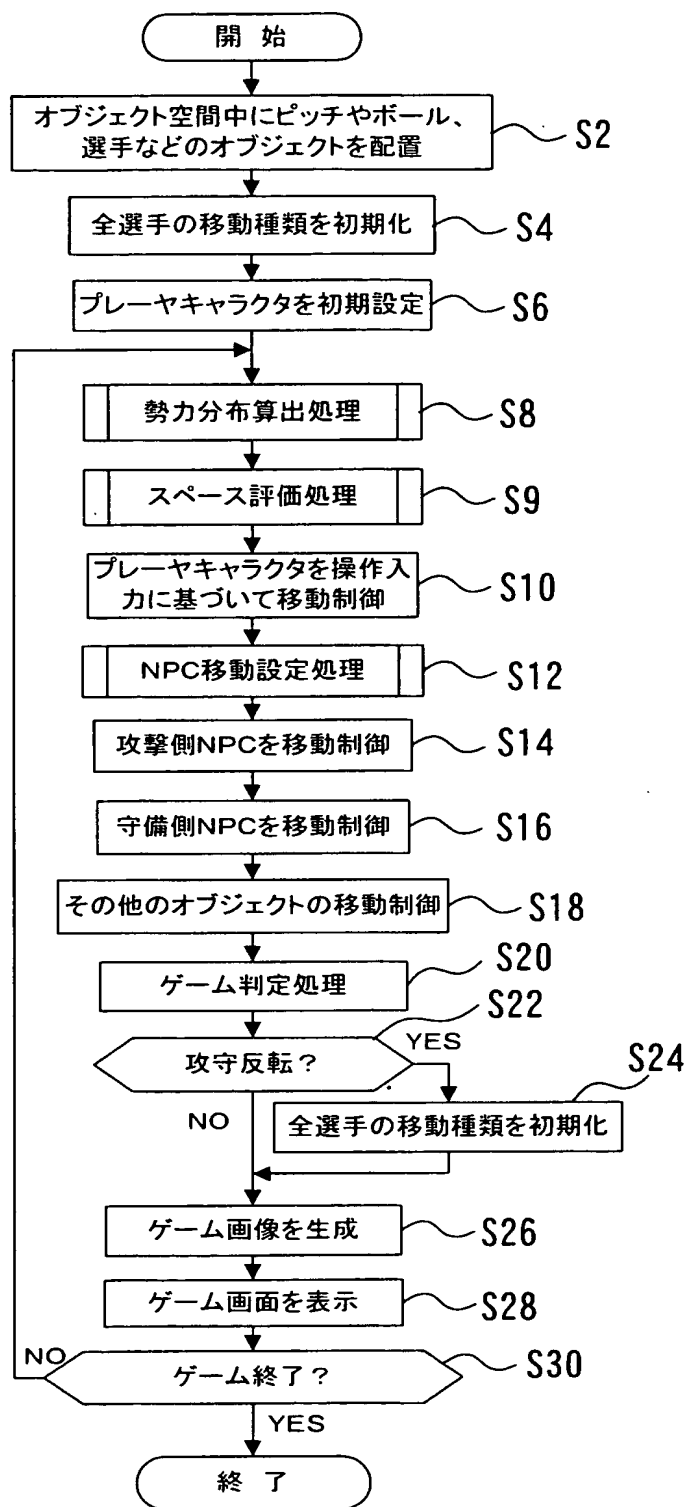 開 始
オブジェクト空間中にピッチやボール、
選手などのオブジェクトを配置
S2
全選手の移動種類を初期化
S4
プレーヤキャラクタを初期設定
S6
勢力分布算出処理
S8
スペース評価処理
S9
プレーヤキャラクタを操作入
力に基づいて移動制御
S10
NPC移動設定処理
S12
攻撃側NPCを移動制御
S14
守備側NPCを移動制御
S16
その他のオブジェクトの移動制御
S18
ゲーム判定処理
S20
攻守反転?
S22
YES
NO
全選手の移動種類を初期化
S24
ゲーム画像を生成
S26
ゲーム画面を表示
S28
NO
ゲーム終了?
S30
YES
終 了